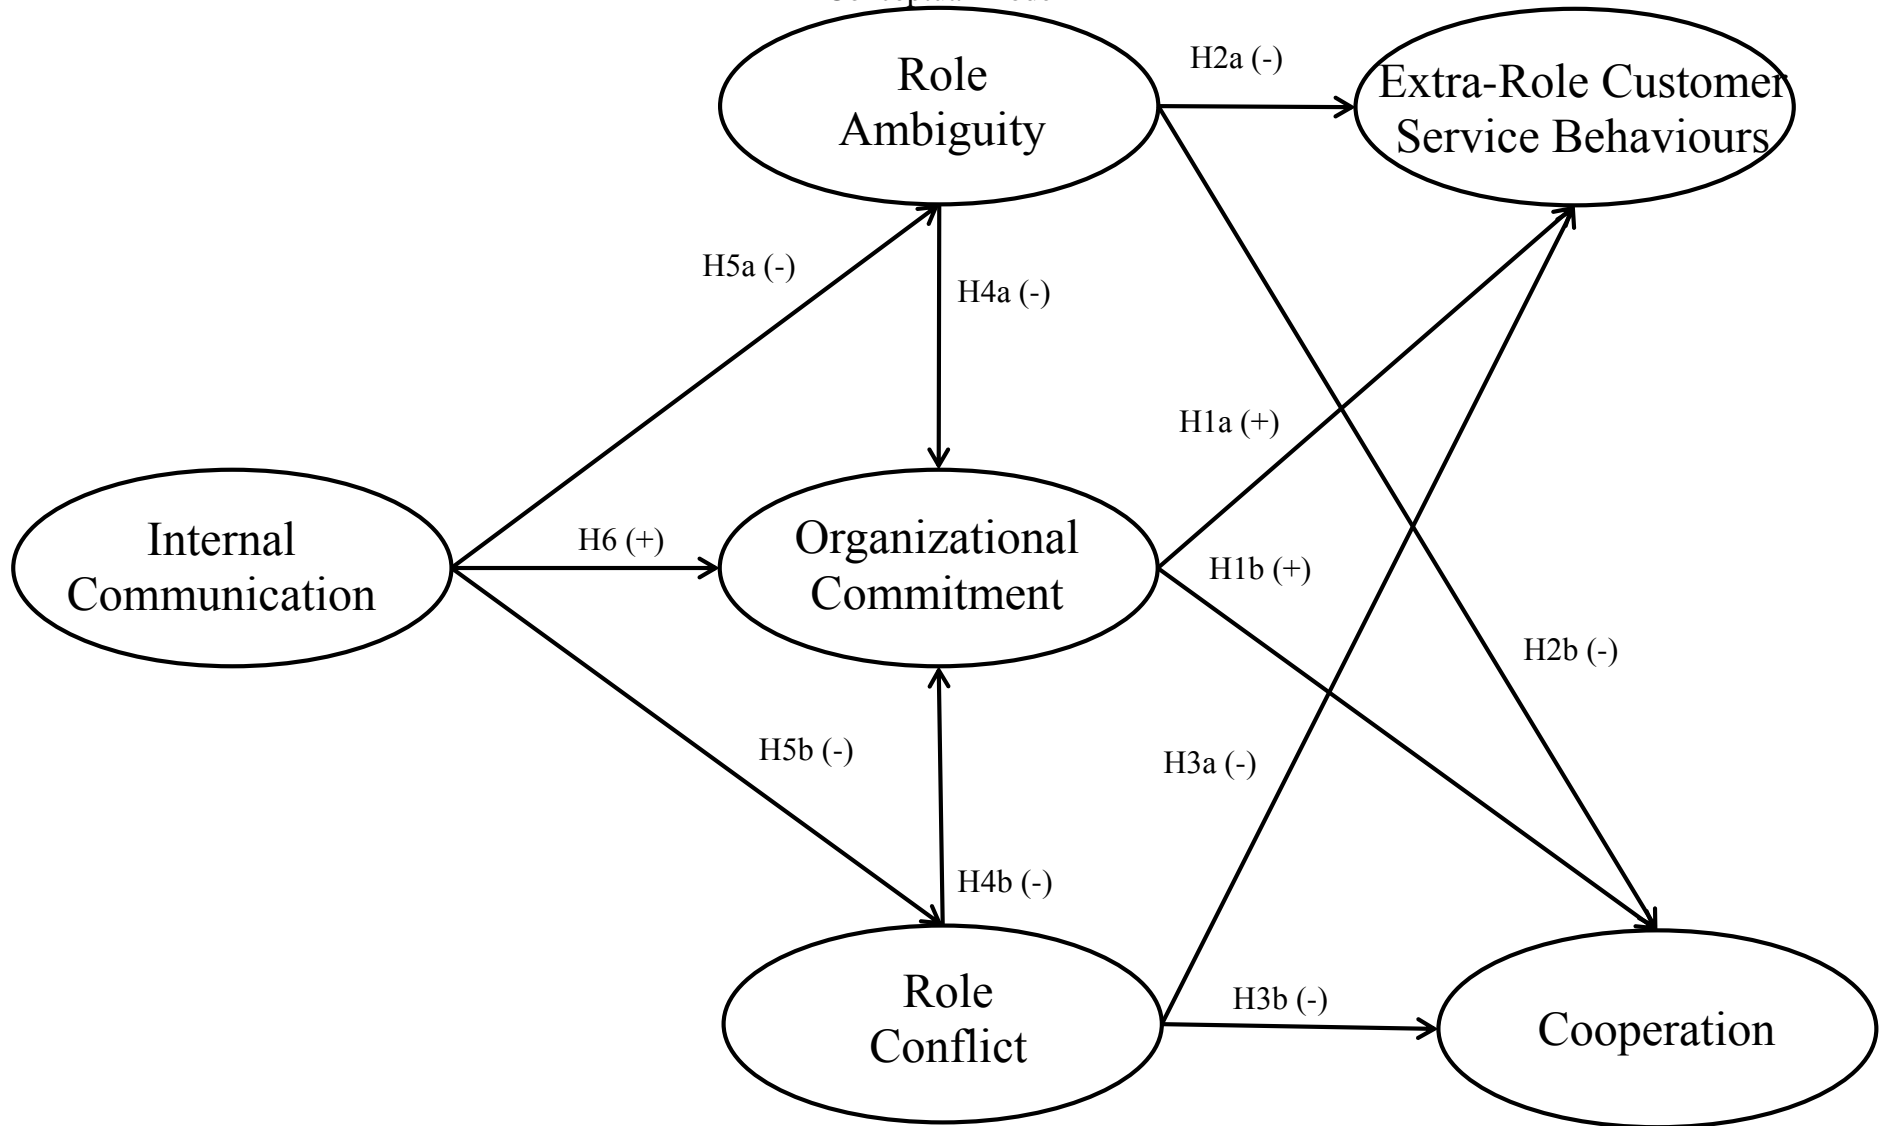 Role
Ambiguity
H2a (-)
Extra-Role Customer
Service Behaviours
H5a (-)
H4a (-)
H1a (+)
Internal
Communication
H6 (+)
Organizational
Commitment
H1b (+)
H2b (-)
H5b (-)
H3a (-)
H4b (-)
Role
Conflict
H3b (-)
Cooperation